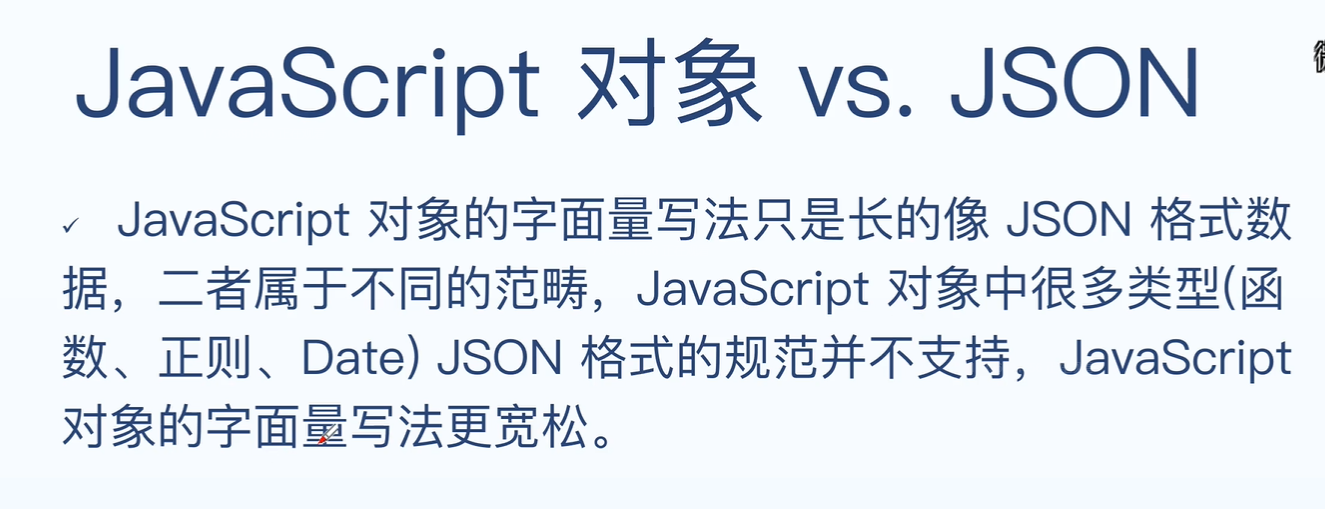 JavaScript 对象 vs. JSON
✓ JavaScript 对象的字面量写法只是长的像 JSON 格式数
据，二者属于不同的范畴，JavaScript 对象中很多类型(函
数、正则、Date) JSON 格式的规范并不支持，JavaScript
对象的字面量写法更宽松。